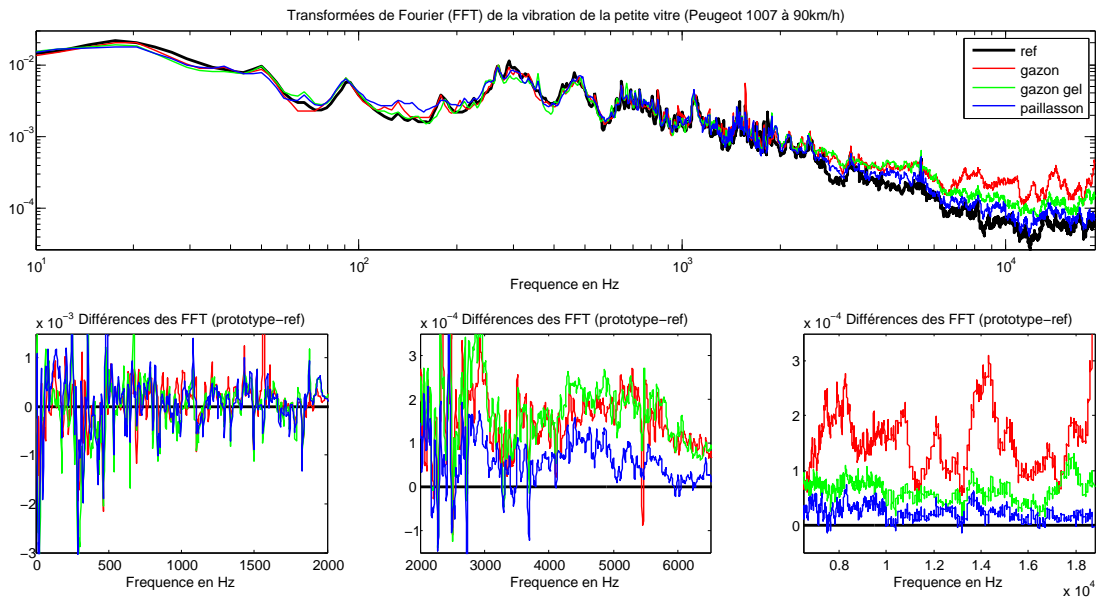 Transformées de Fourier (FFT) de la vibration de la petite vitre (Peugeot 1007 à 90km/h)
10^-2
10^-3
10^-4
ref
gazon
gazon gel
paillasson
10^1 10^2 10^3 10^4
Frequence en Hz
x 10^-3 Différences des FFT (prototype-ref)
1
0
-1
-2
-3
0 500 1000 1500 2000
Frequence en Hz
x 10^-4 Différences des FFT (prototype-ref)
3
2
1
0
-1
2000 3000 4000 5000 6000
Frequence en Hz
x 10^-4 Différences des FFT (prototype-ref)
3
2
1
0
0.8 1 1.2 1.4 1.6 1.8
Frequence en Hz
x 10^4